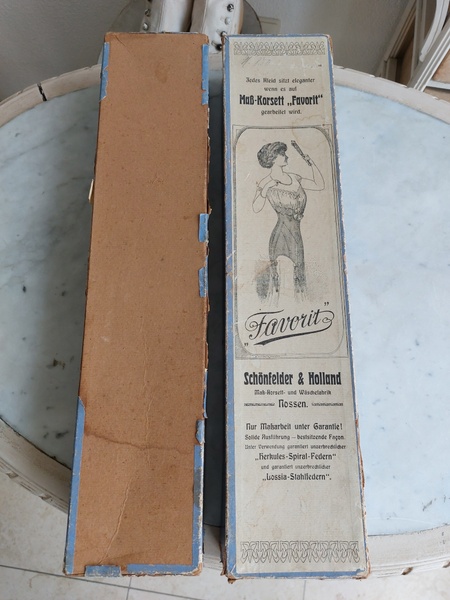 Jedes Kleid sitzt eleganter
wenn es auf
Maß-Korsett „Favorit“
gearbeitet wird.
„Favorit”
Schönfelder & Holland
Maß-Korsett- und Wäschefabrik
Nossen.
Nur Maßarbeit unter Garantie!
Solide Ausführung — bestsitzende Façon.
Unter Verwendung garantiert unzerbrechlicher
„Herkules-Spiral-Federn“
und garantiert unzerbrechlicher
„Lossia-Stahlfedern“.